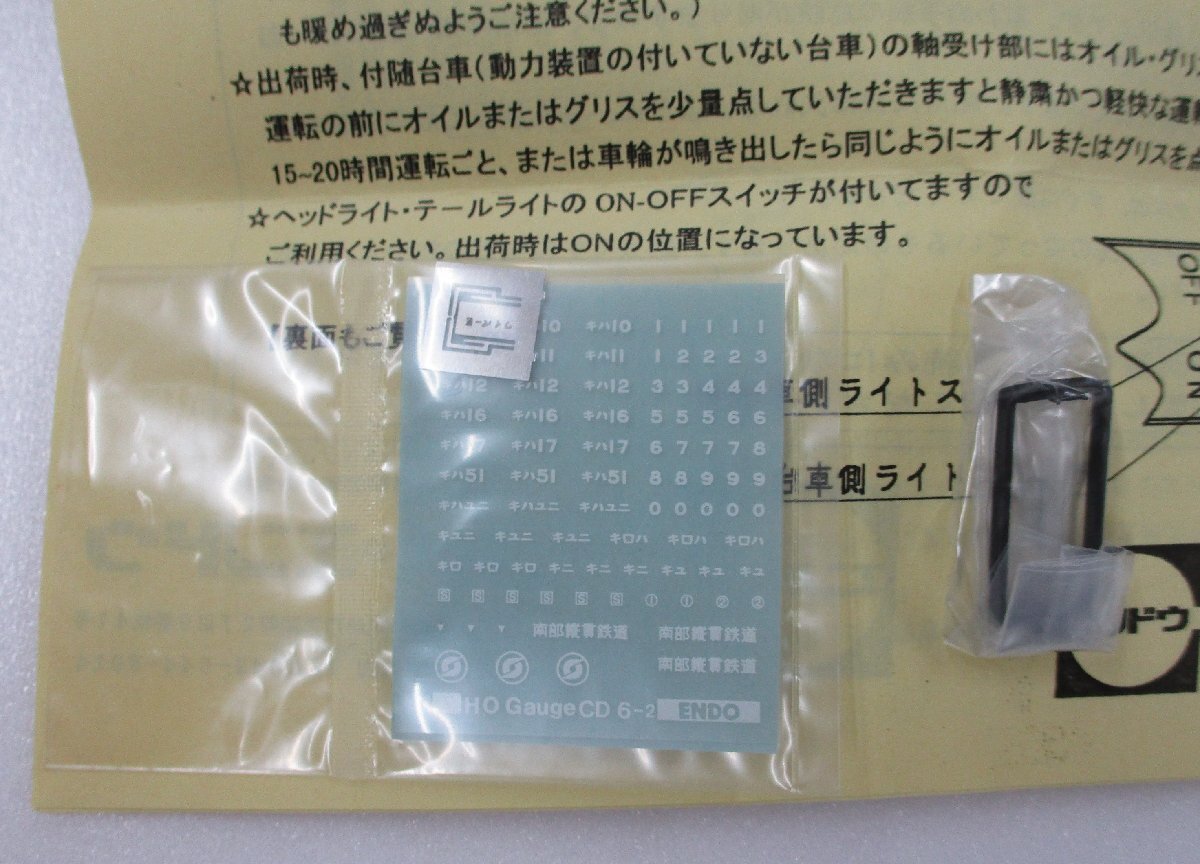 も暖め過ぎぬようご注意ください。)
☆出荷時、付随台車(動力装置の付いていない台車)の軸受け部にはオイル・グリス
運転の前にオイルまたはグリスを少量点していただきますと静粛かつ軽快な運転
15~20時間運転ごと、または車輪が鳴き出したら同じようにオイルまたはグリスを点
☆ヘッドライト・テールライトの ON-OFFスイッチが付いてますので
ご利用ください。出荷時はONの位置になっています。
OFF
ON
裏面もご覧
車側ライトス
台車側ライト
10 キハ10 1 1 1 1 1
11 キハ11 1 2 2 2 3
キハ12 キハ12 キハ12 3 3 4 4 4
キハ16 キハ16 キハ16 5 5 5 6 6
キハ17 キハ17 キハ17 6 7 7 7 8
キハ51 キハ51 キハ51 8 8 9 9 9
キハユニ キハユニ キハユニ 0 0 0 0 0
キユニ キユニ キユニ キロハ キロハ キロハ
キロ キロ キロ キニ キニ キニ キユ キユ キユ
S S S S S S S ① ① ② ②
▼ ▼ ▼ 南部縦貫鉄道 南部縦貫鉄道
南部縦貫鉄道
HO Gauge CD 6-2 ENDO
ドウ